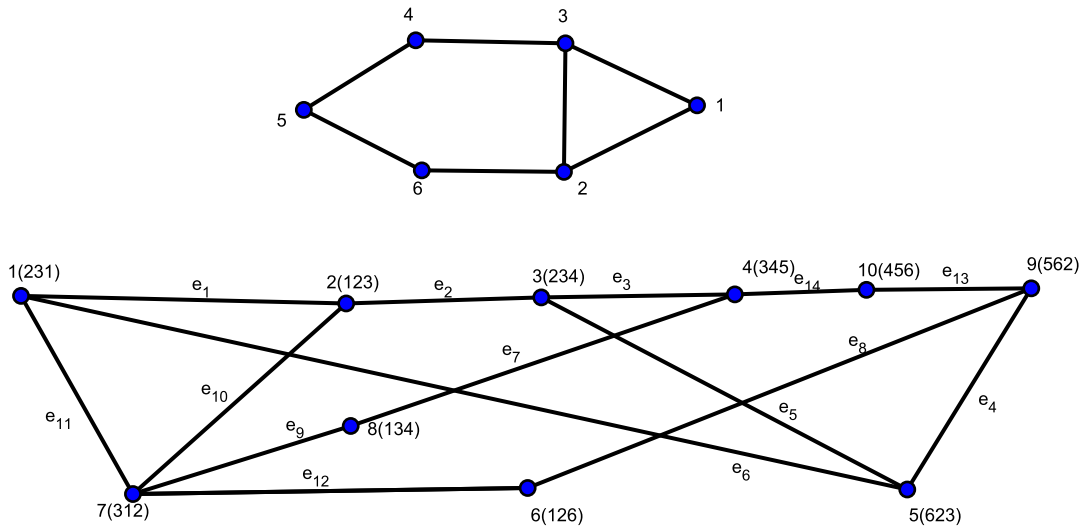 4
3
5
1
6
2
1(231)
2(123)
3(234)
4(345)
10(456)
9(562)
e1
e2
e3
e14
e13
e7
e8
e10
e11
e9
e5
e4
8(134)
e12
e6
7(312)
6(126)
5(623)